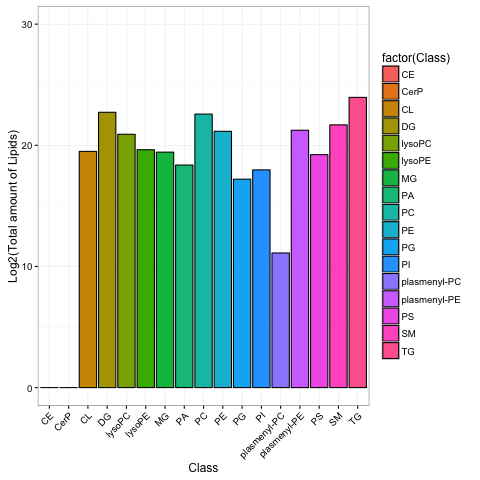 30
20
10
0
Log2(Total amount of Lipids)
CE
CerP
CL
DG
lysoPC
lysoPE
MG
PA
PC
PE
PG
PI
plasmenyl-PC
plasmenyl-PE
PS
SM
TG
Class
factor(Class)
CE
CerP
CL
DG
lysoPC
lysoPE
MG
PA
PC
PE
PG
PI
plasmenyl-PC
plasmenyl-PE
PS
SM
TG